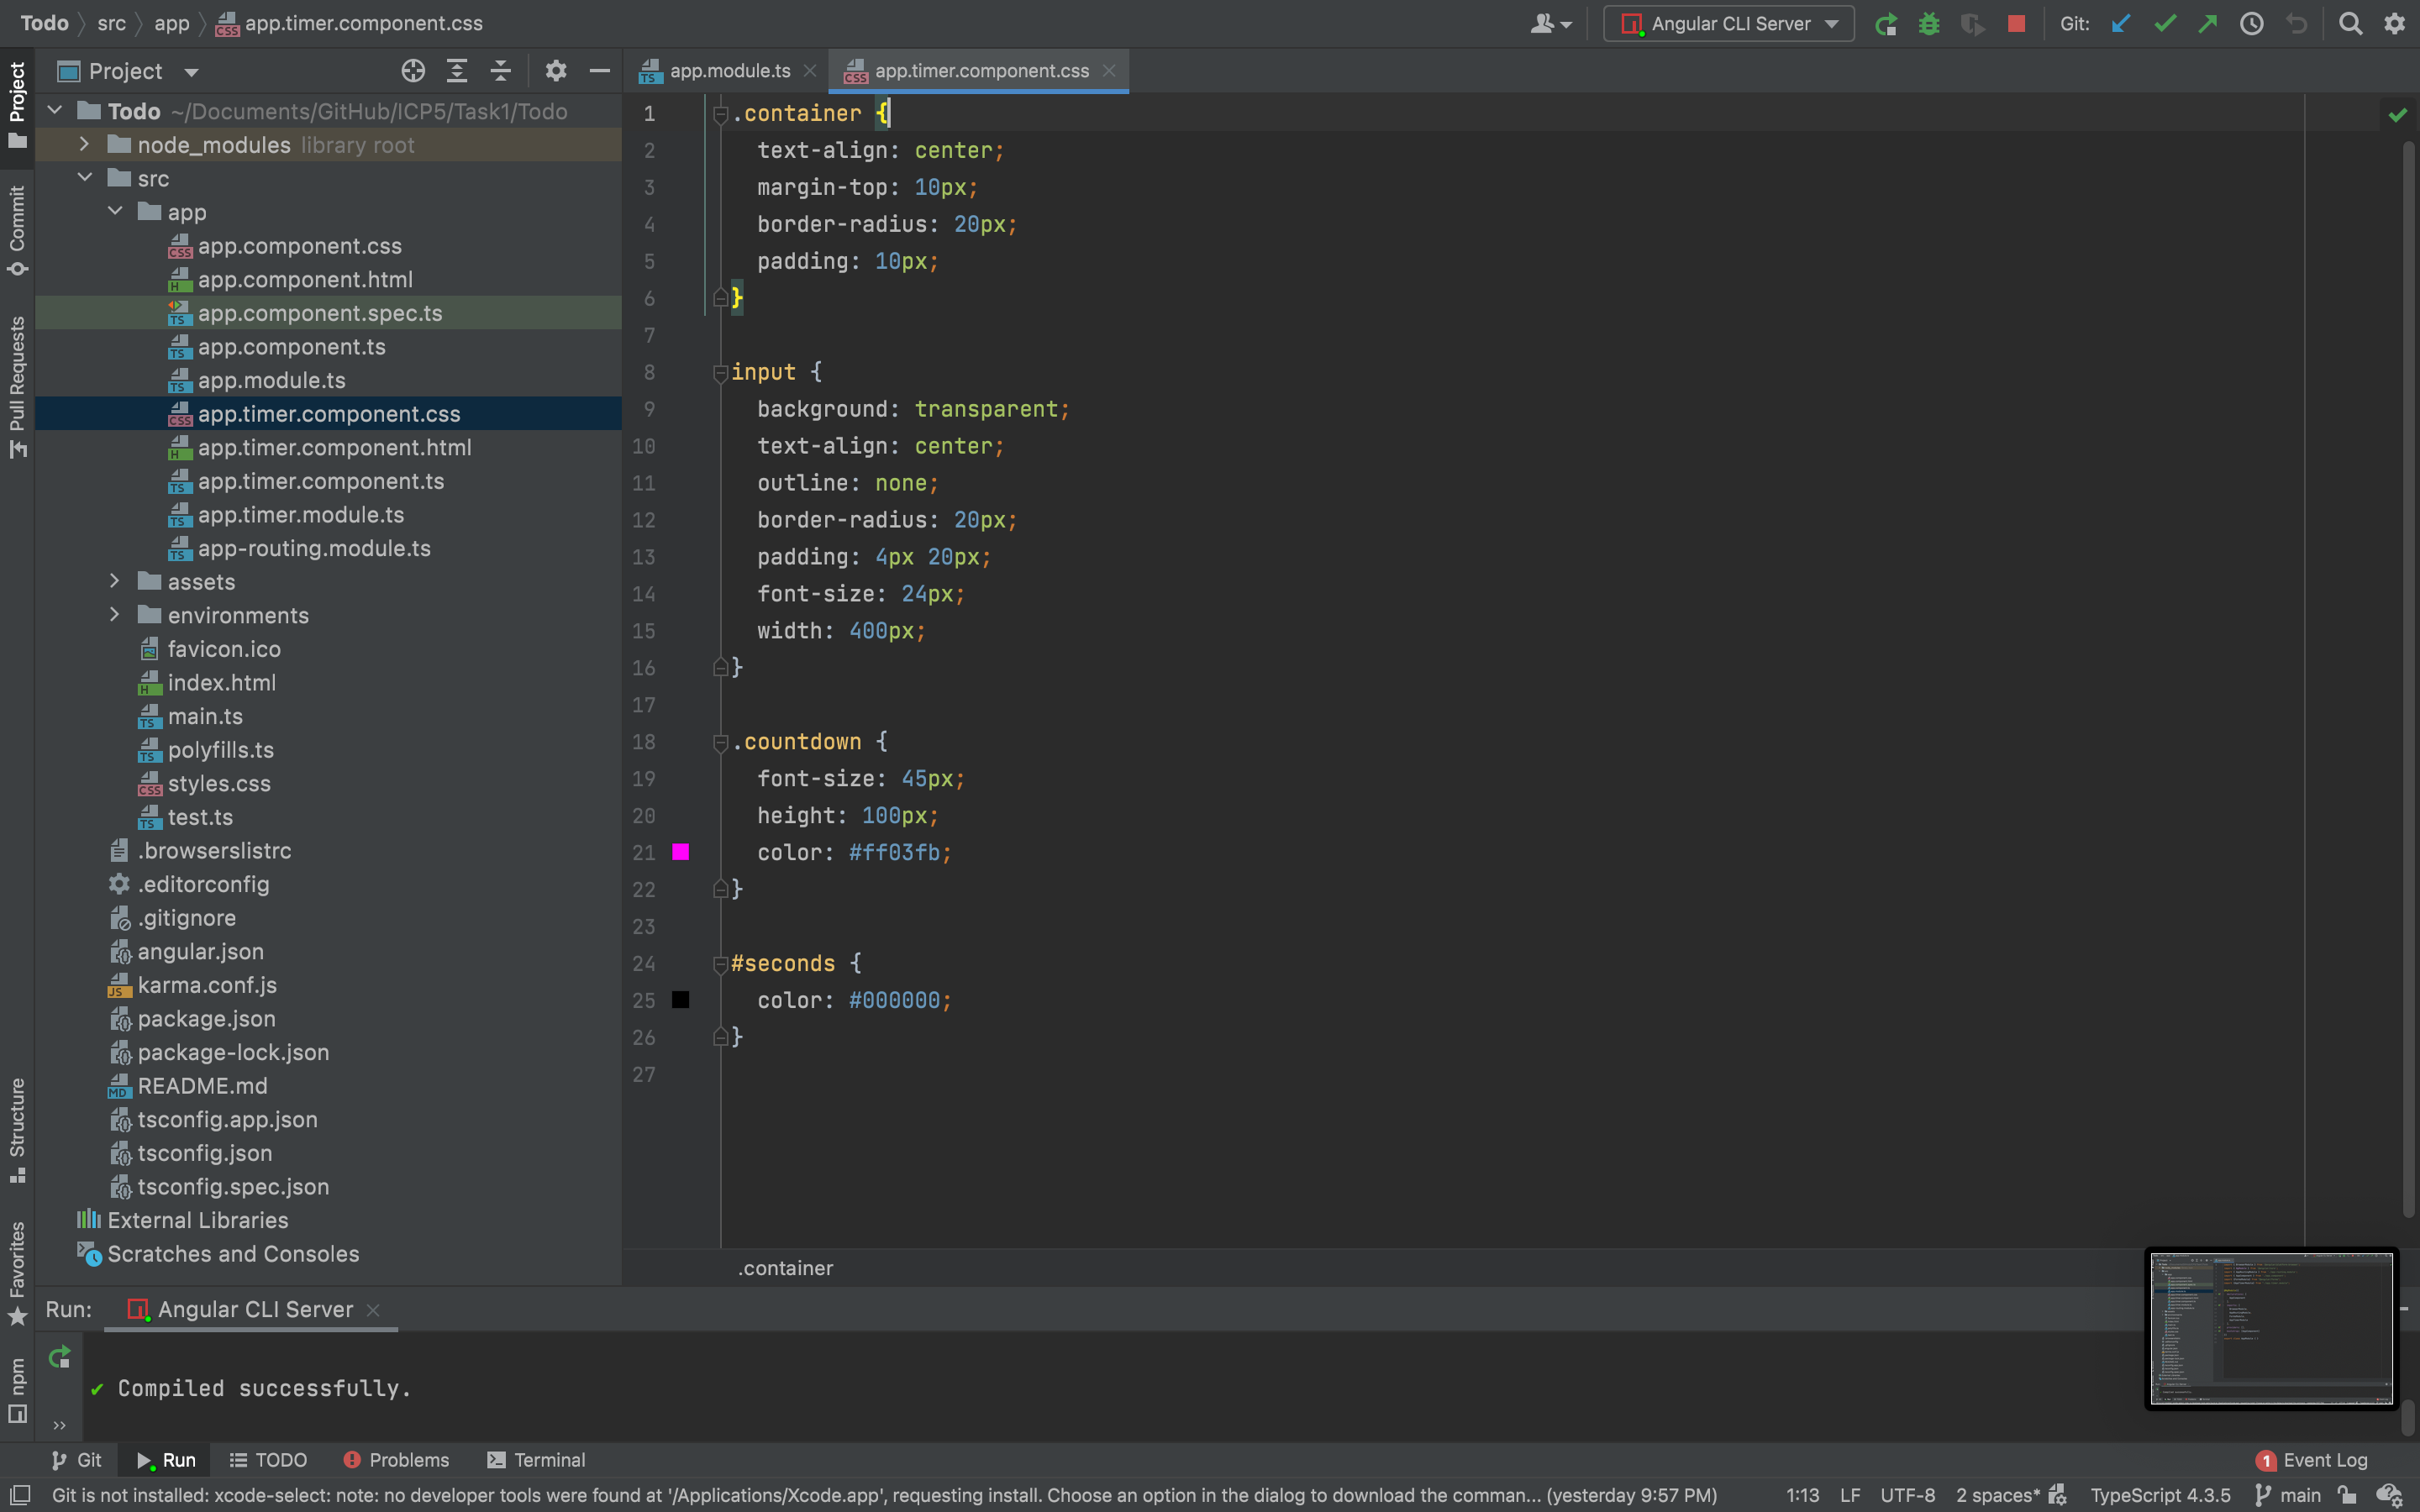 Todo src app app.timer.component.css
Angular CLI Server
Git:
Project
app.module.ts
app.timer.component.css
Project
Commit
Pull Requests
Structure
Favorites
npm
Todo ~/Documents/GitHub/ICP5/Task1/Todo
node_modules library root
src
app
app.component.css
app.component.html
app.component.spec.ts
app.component.ts
app.module.ts
app.timer.component.css
app.timer.component.html
app.timer.component.ts
app.timer.module.ts
app-routing.module.ts
assets
environments
favicon.ico
index.html
main.ts
polyfills.ts
styles.css
test.ts
.browserslistrc
.editorconfig
.gitignore
angular.json
karma.conf.js
package.json
package-lock.json
README.md
tsconfig.app.json
tsconfig.json
tsconfig.spec.json
External Libraries
Scratches and Consoles
1 .container {
2 text-align: center;
3 margin-top: 10px;
4 border-radius: 20px;
5 padding: 10px;
6 }
7
8 input {
9 background: transparent;
10 text-align: center;
11 outline: none;
12 border-radius: 20px;
13 padding: 4px 20px;
14 font-size: 24px;
15 width: 400px;
16 }
17
18 .countdown {
19 font-size: 45px;
20 height: 100px;
21 color: #ff03fb;
22 }
23
24 #seconds {
25 color: #000000;
26 }
27
.container
Run: Angular CLI Server
✔ Compiled successfully.
Git
Run
TODO
Problems
Terminal
1 Event Log
Git is not installed: xcode-select: note: no developer tools were found at '/Applications/Xcode.app', requesting install. Choose an option in the dialog to download the comman... (yesterday 9:57 PM)
1:13 LF UTF-8 2 spaces* TypeScript 4.3.5 main